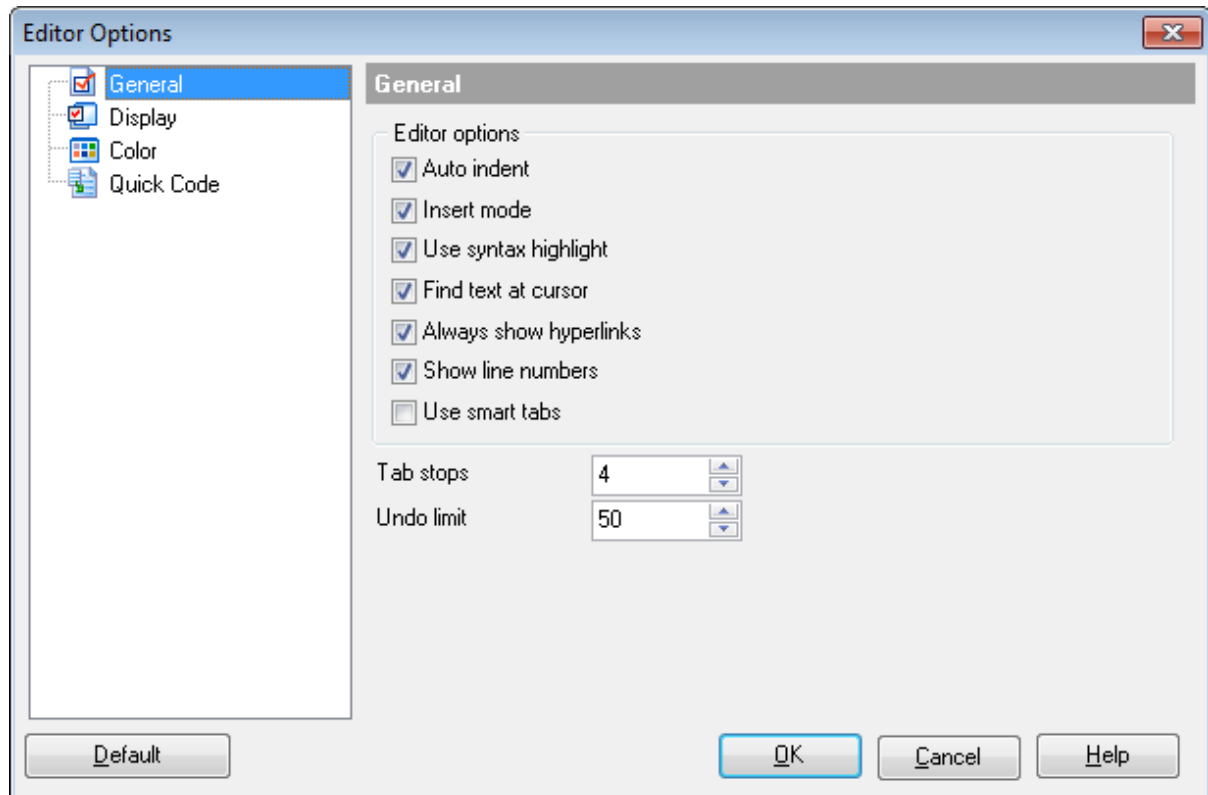 Editor Options
General
Display
Color
Quick Code
General
Editor options
Auto indent
Insert mode
Use syntax highlight
Find text at cursor
Always show hyperlinks
Show line numbers
Use smart tabs
Tab stops 4
Undo limit 50
Default OK Cancel Help